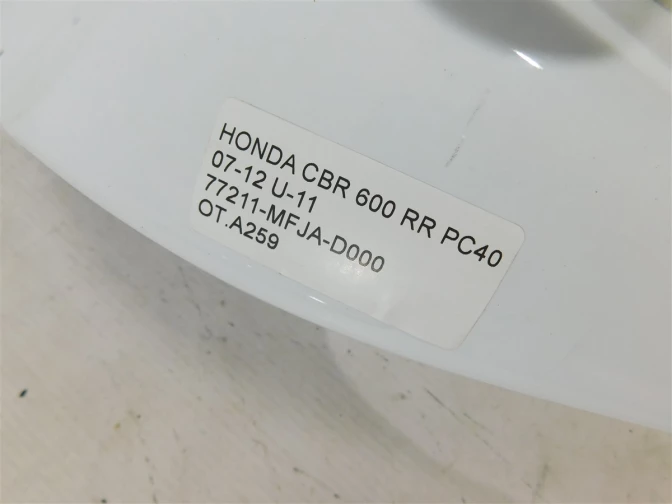 HONDA CBR 600 RR PC40
07-12 U-11
77211-MFJA-D000
OT.A259